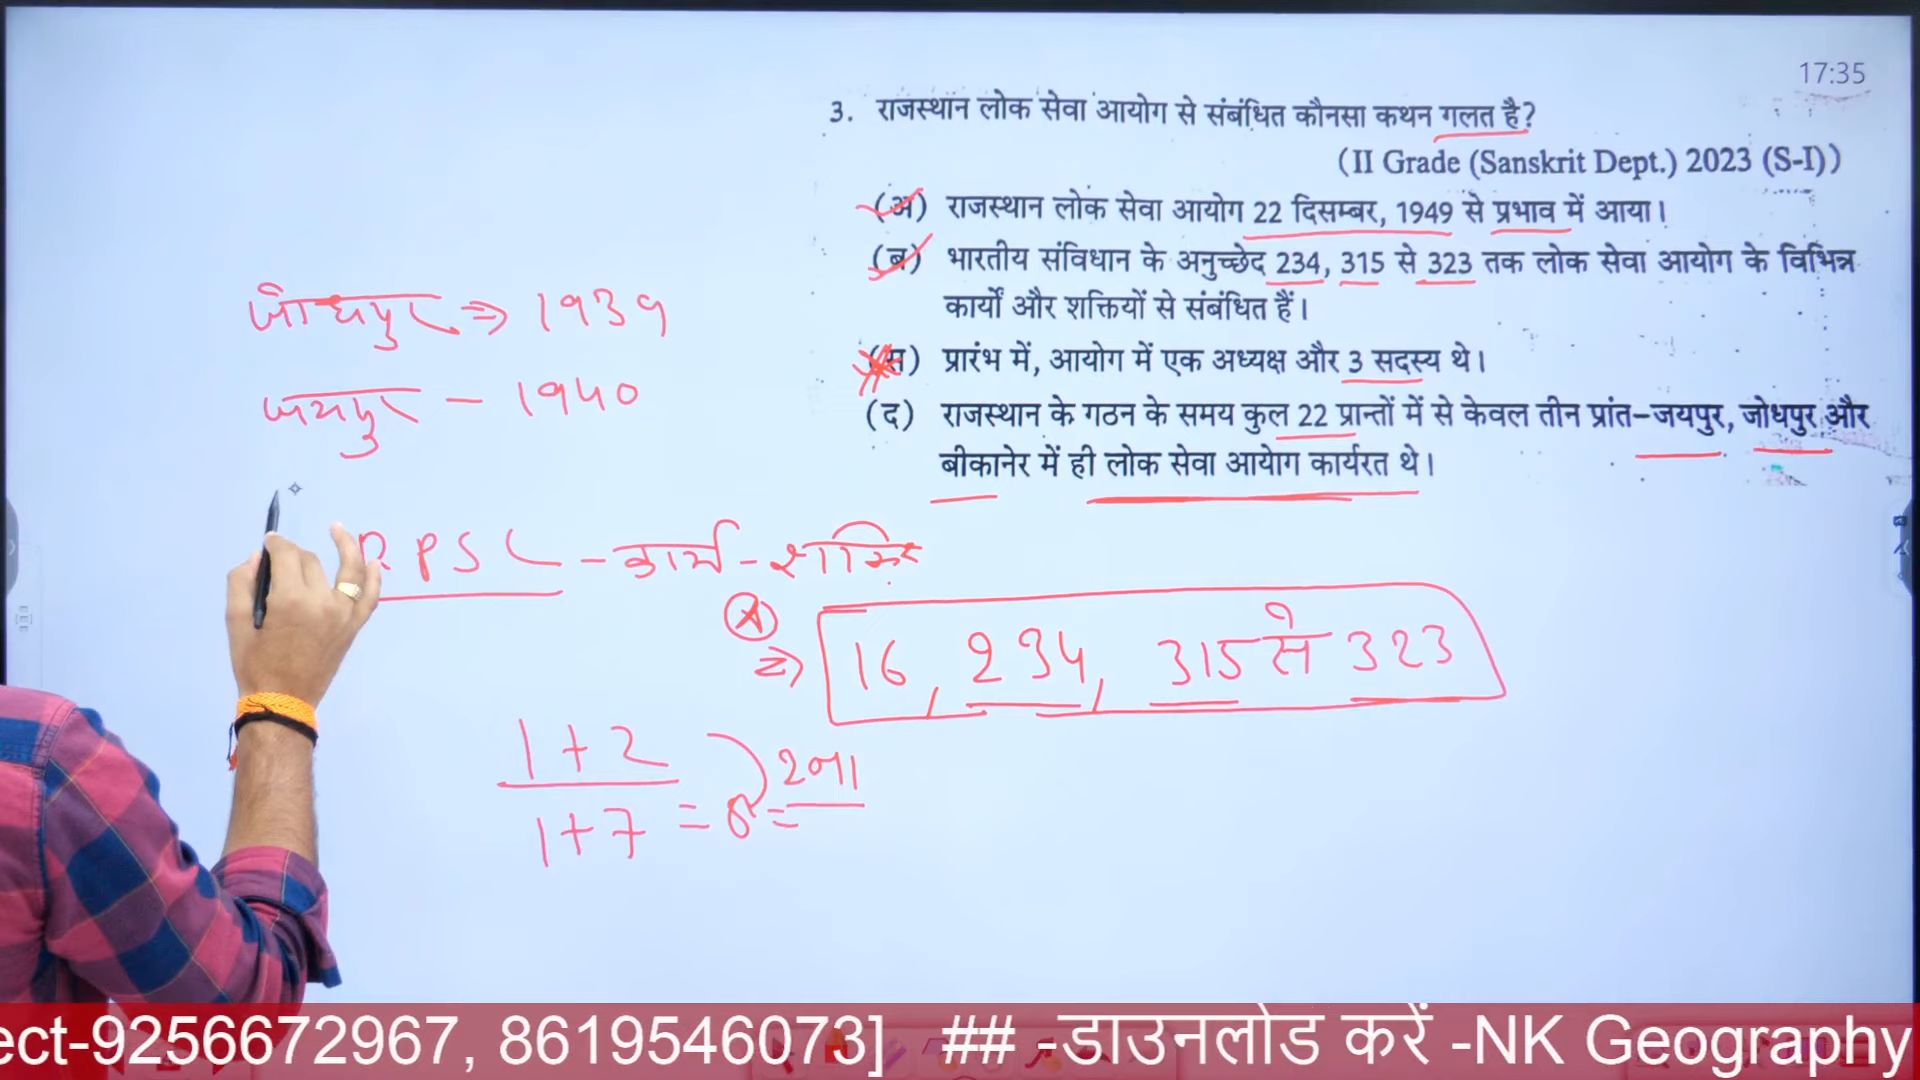 17:35
3. राजस्थान लोक सेवा आयोग से संबंधित कौनसा कथन गलत है?
(II Grade (Sanskrit Dept.) 2023 (S-I))
(अ) राजस्थान लोक सेवा आयोग 22 दिसम्बर, 1949 से प्रभाव में आया।
(ब) भारतीय संविधान के अनुच्छेद 234, 315 से 323 तक लोक सेवा आयोग के विभिन्न
कार्यों और शक्तियों से संबंधित हैं।
(स) प्रारंभ में, आयोग में एक अध्यक्ष और 3 सदस्य थे।
(द) राजस्थान के गठन के समय कुल 22 प्रान्तों में से केवल तीन प्रांत–जयपुर, जोधपुर और
बीकानेर में ही लोक सेवा आयोग कार्यरत थे।
जोधपुर ⇒ 1939
जयपुर - 1940
RPSC - कार्य - शक्ति
⇒ 16, 234, 315 से 323
1+2
1+7 = 8 =
ect-9256672967, 8619546073] ## -डाउनलोड करें -NK Geography